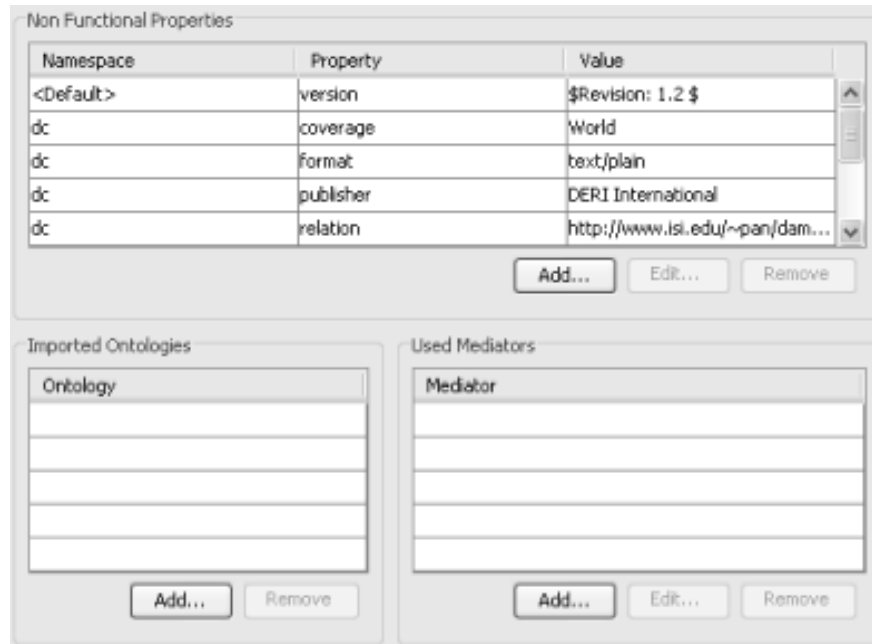 Non Functional Properties
Namespace Property Value
<Default> version $Revision: 1.2 $
dc coverage World
dc format text/plain
dc publisher DERI International
dc relation http://www.isi.edu/~pan/dam...
Add... Edit... Remove
Imported Ontologies
Ontology
Add... Remove
Used Mediators
Mediator
Add... Edit... Remove